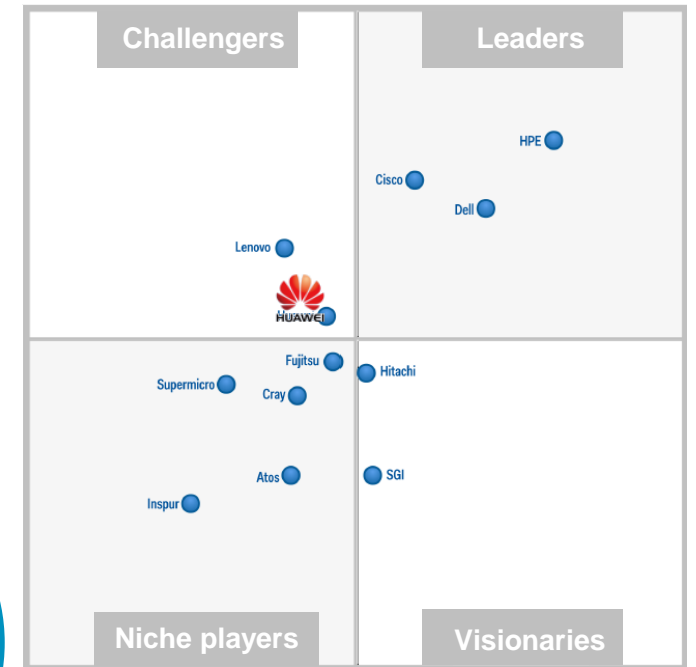 Challengers
Leaders
HPE
Cisco
Dell
Lenovo
HUAWEI
Fujitsu
Hitachi
Supermicro
Cray
Atos
SGI
Inspur
Niche players
Visionaries